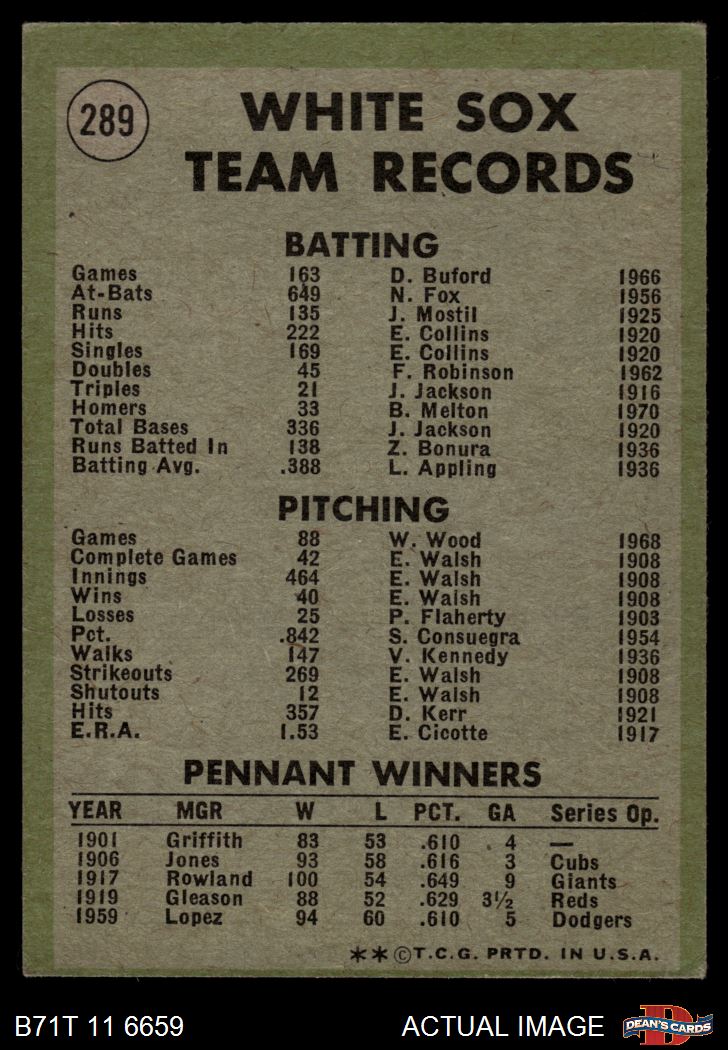 289
WHITE SOX
TEAM RECORDS
BATTING
Games 163 D. Buford 1966
At-Bats 649 N. Fox 1956
Runs 135 J. Mostil 1925
Hits 222 E. Collins 1920
Singles 169 E. Collins 1920
Doubles 45 F. Robinson 1962
Triples 21 J. Jackson 1916
Homers 33 B. Melton 1970
Total Bases 336 J. Jackson 1920
Runs Batted In 138 Z. Bonura 1936
Batting Avg. .388 L. Appling 1936
PITCHING
Games 88 W. Wood 1968
Complete Games 42 E. Walsh 1908
Innings 464 E. Walsh 1908
Wins 40 E. Walsh 1908
Losses 25 P. Flaherty 1903
Pct. .842 S. Consuegra 1954
Walks 147 V. Kennedy 1936
Strikeouts 269 E. Walsh 1908
Shutouts 12 E. Walsh 1908
Hits 357 D. Kerr 1921
E.R.A. 1.53 E. Cicotte 1917
PENNANT WINNERS
YEAR MGR W L PCT. GA Series Op.
1901 Griffith 83 53 .610 4 —
1906 Jones 93 58 .616 3 Cubs
1917 Rowland 100 54 .649 9 Giants
1919 Gleason 88 52 .629 3½ Reds
1959 Lopez 94 60 .610 5 Dodgers
**©T.C.G. PRTD. IN U.S.A.
B71T 11 6659 ACTUAL IMAGE D DEAN'S CARDS